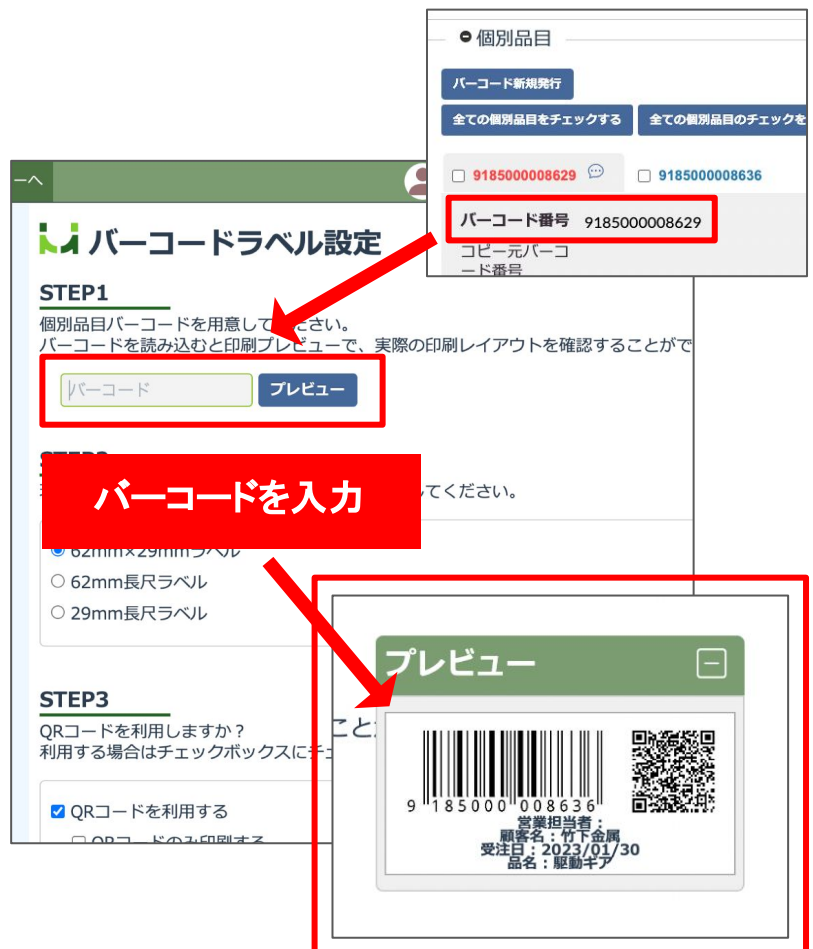 個別品目
バーコード新規発行
全ての個別品目をチェックする
全ての個別品目のチェックを
9185000008629
9185000008636
バーコード番号 9185000008629
コピー元バーコ
ード番号
ーへ
バーコードラベル設定
STEP1
個別品目バーコードを用意して ださい。
バーコードを読み込むと印刷プレビューで、実際の印刷レイアウトを確認することがで
バーコード
プレビュー
バーコードを入力
てください。
62mm×29mmラベル
62mm長尺ラベル
29mm長尺ラベル
STEP3
QRコードを利用しますか？
利用する場合はチェックボックスにチェ
こと
QRコードを利用する
QRコードのみ印刷する
プレビュー
9 185000 008636
営業担当者：
顧客名：竹下金属
受注日：2023/01/30
品名：駆動ギア